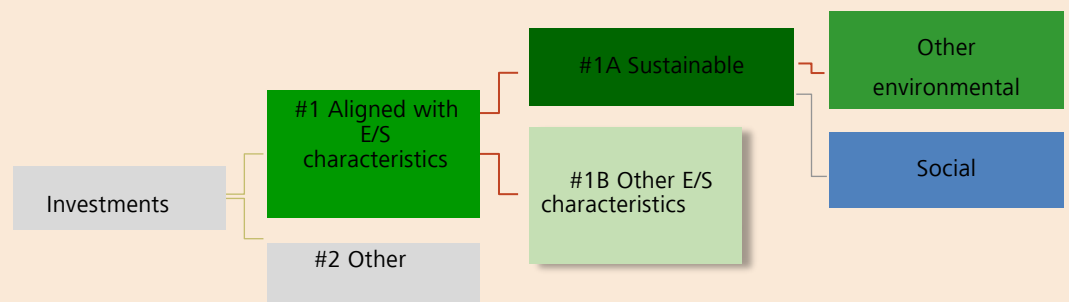 Investments
#1 Aligned with
E/S
characteristics
#2 Other
#1A Sustainable
#1B Other E/S
characteristics
Other
environmental
Social